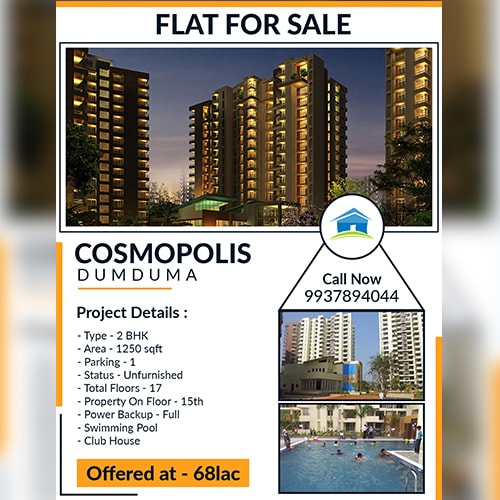 FLAT FOR SALE
COSMOPOLIS
DUMDUMA
Call Now
9937894044
Project Details :
- Type - 2 BHK
- Area - 1250 sqft
- Parking - 1
- Status - Unfurnished
- Total Floors - 17
- Property On Floor - 15th
- Power Backup - Full
- Swimming Pool
- Club House
Offered at - 68lac